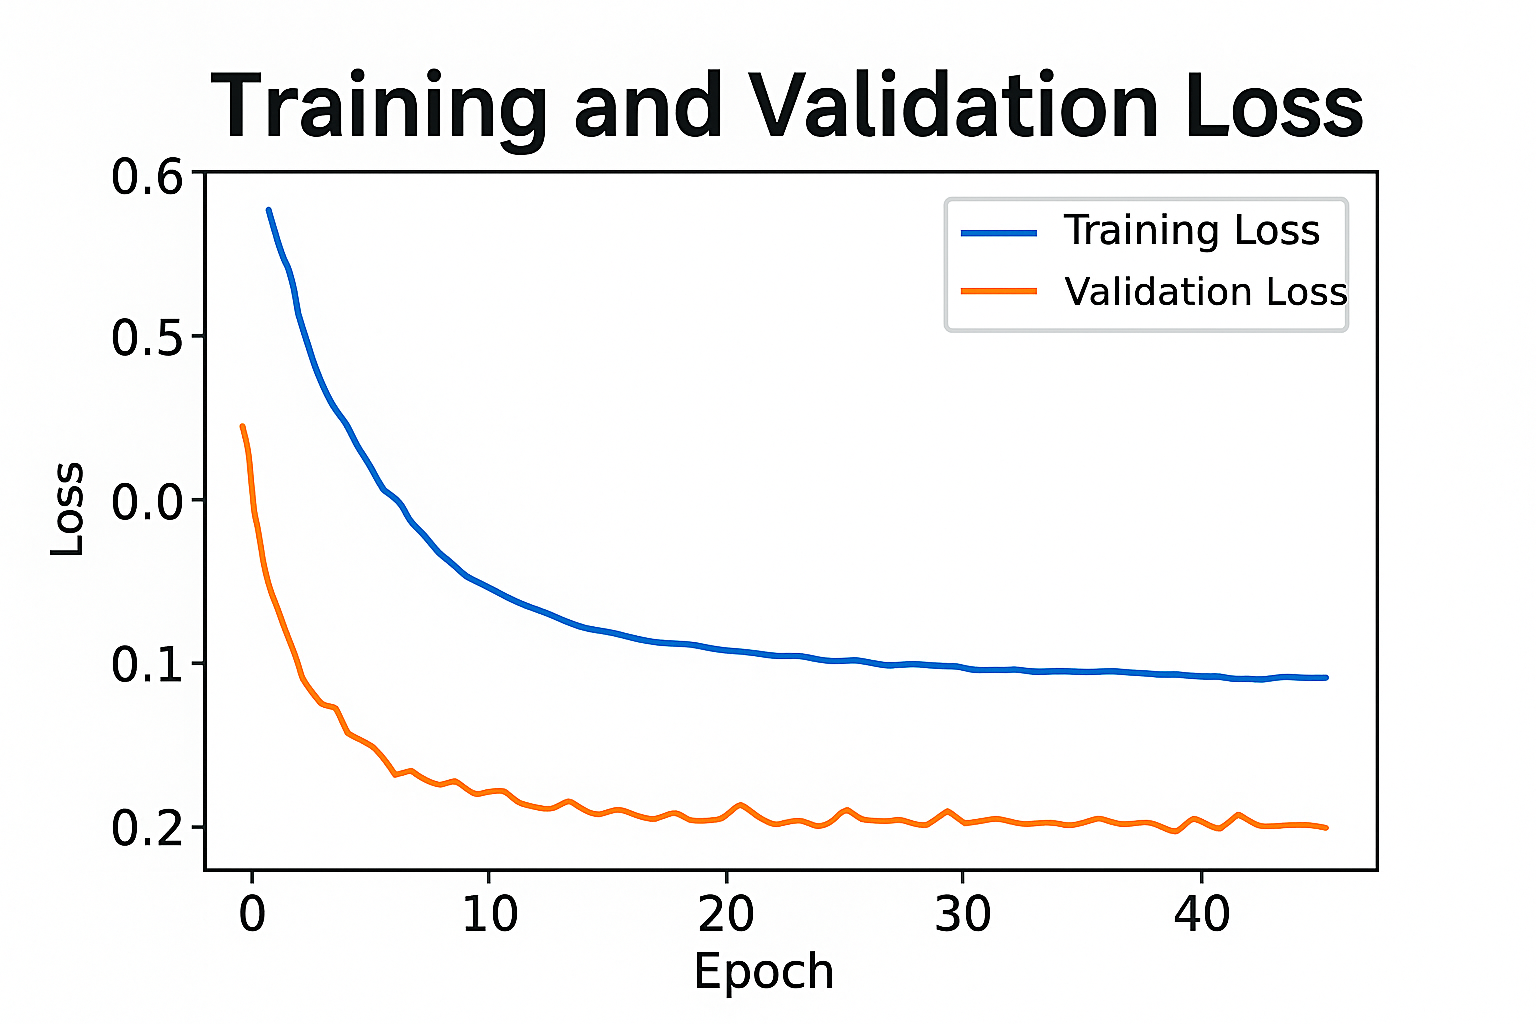 Training and Validation Loss
0.6
0.5
0.0
0.1
0.2
Loss
Training Loss
Validation Loss
0 10 20 30 40
Epoch